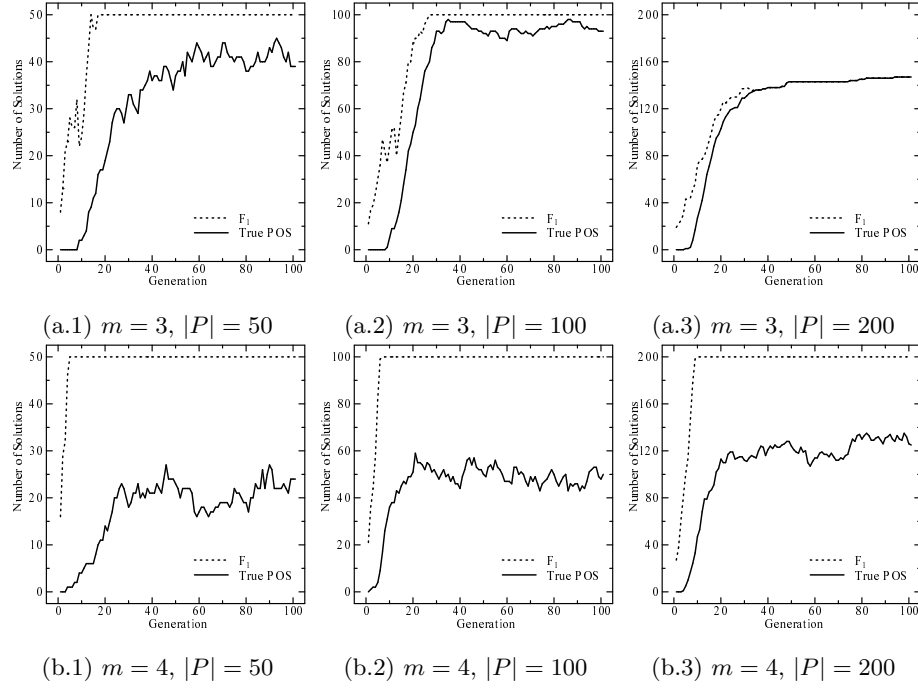 Number of Solutions
50
40
30
20
10
0
F1
True POS
0 20 40 60 80 100
Generation
(a.1) m = 3, |P| = 50
Number of Solutions
100
80
60
40
20
0
F1
True POS
0 20 40 60 80 100
Generation
(a.2) m = 3, |P| = 100
Number of Solutions
200
160
120
80
40
0
F1
True POS
0 20 40 60 80 100
Generation
(a.3) m = 3, |P| = 200
Number of Solutions
50
40
30
20
10
0
F1
True POS
0 20 40 60 80 100
Generation
(b.1) m = 4, |P| = 50
Number of Solutions
100
80
60
40
20
0
F1
True POS
0 20 40 60 80 100
Generation
(b.2) m = 4, |P| = 100
Number of Solutions
200
160
120
80
40
0
F1
True POS
0 20 40 60 80 100
Generation
(b.3) m = 4, |P| = 200